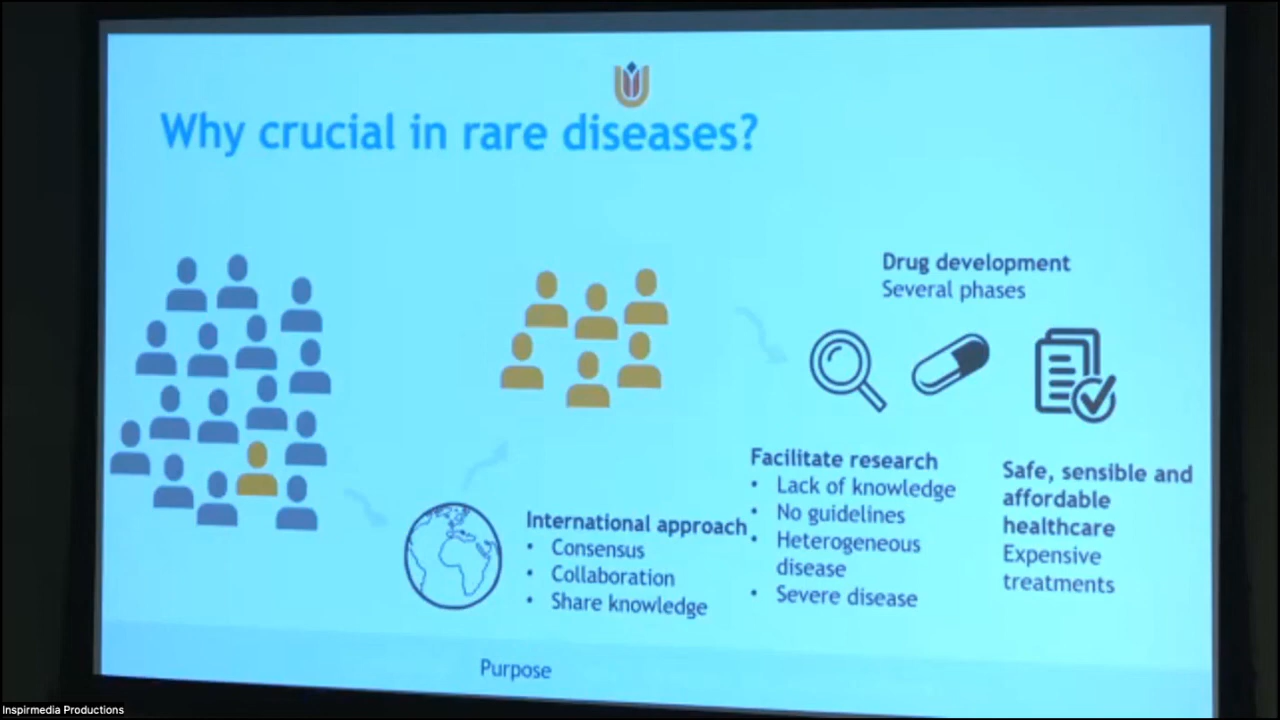 Why crucial in rare diseases?
Drug development
Several phases
International approach
• Consensus
• Collaboration
• Share knowledge
Facilitate research
• Lack of knowledge
• No guidelines
• Heterogeneous
disease
• Severe disease
Safe, sensible and
affordable
healthcare
Expensive
treatments
Purpose
Inspirmedia Productions